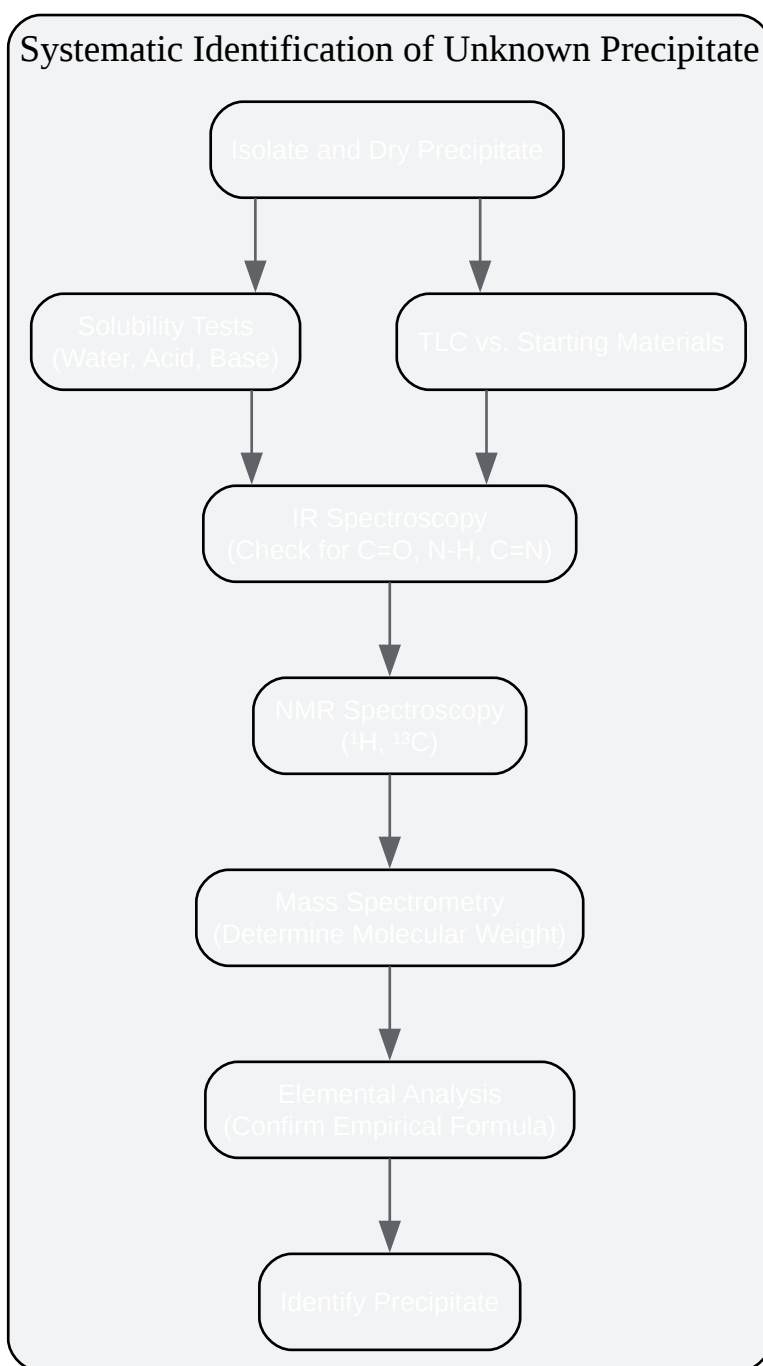 Systematic Identification of Unknown Precipitate
Isolate and Dry Precipitate
Solubility Tests
(Water, Acid, Base)
TLC vs. Starting Materials
IR Spectroscopy
(Check for C=O, N-H, C=N)
NMR Spectroscopy
(¹H, ¹³C)
Mass Spectrometry
(Determine Molecular Weight)
Elemental Analysis
(Confirm Empirical Formula)
Identify Precipitate